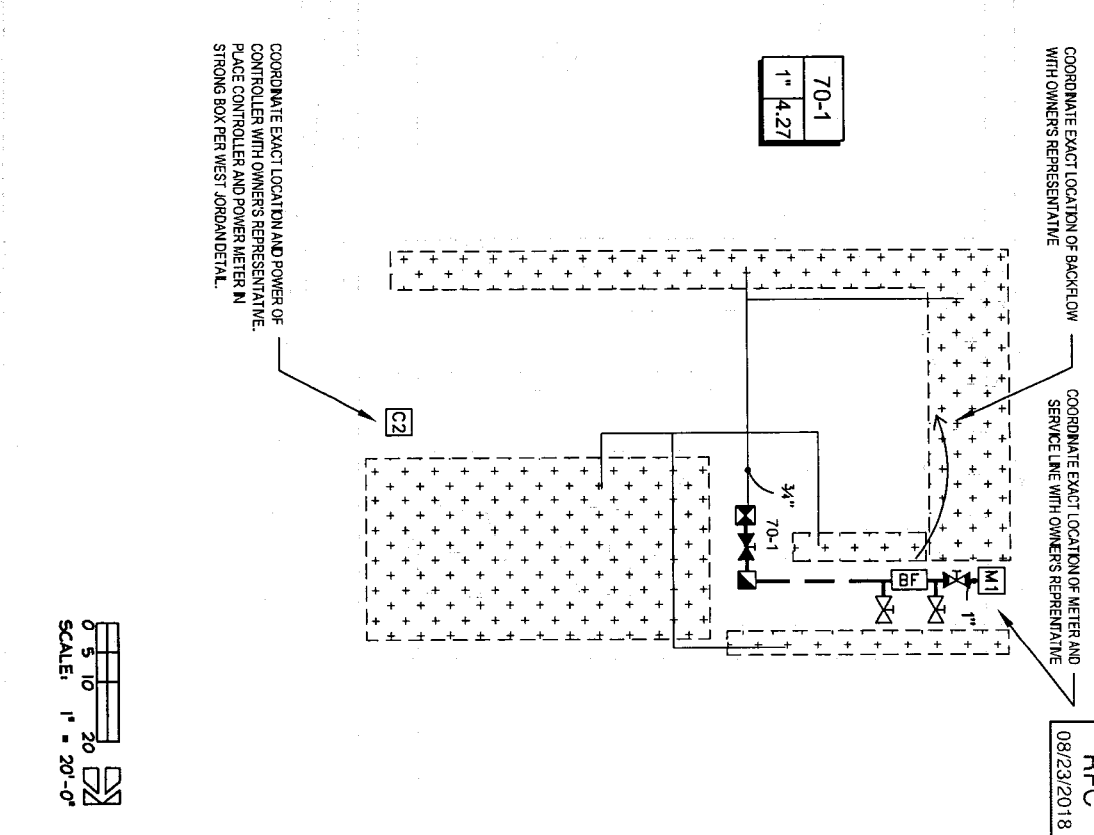 COORDINATE EXACT LOCATION OF BACKFLOW
WITH OWNER'S REPRESENTATIVE
COORDINATE EXACT LOCATION OF METER AND
SERVICE LINE WITH OWNER'S REPRENTATIVE
08/23/2018
70-1
1" 4.27
M1
1"
BF
¾"
70-1
C2
COORDINATE EXACT LOCATION AND POWER OF
CONTROLLER WITH OWNER'S REPRESENTATIVE.
PLACE CONTROLLER AND POWER METER IN
STRONG BOX PER WEST JORDAN DETAIL.
0 5 10 20
SCALE: 1" = 20'-0"